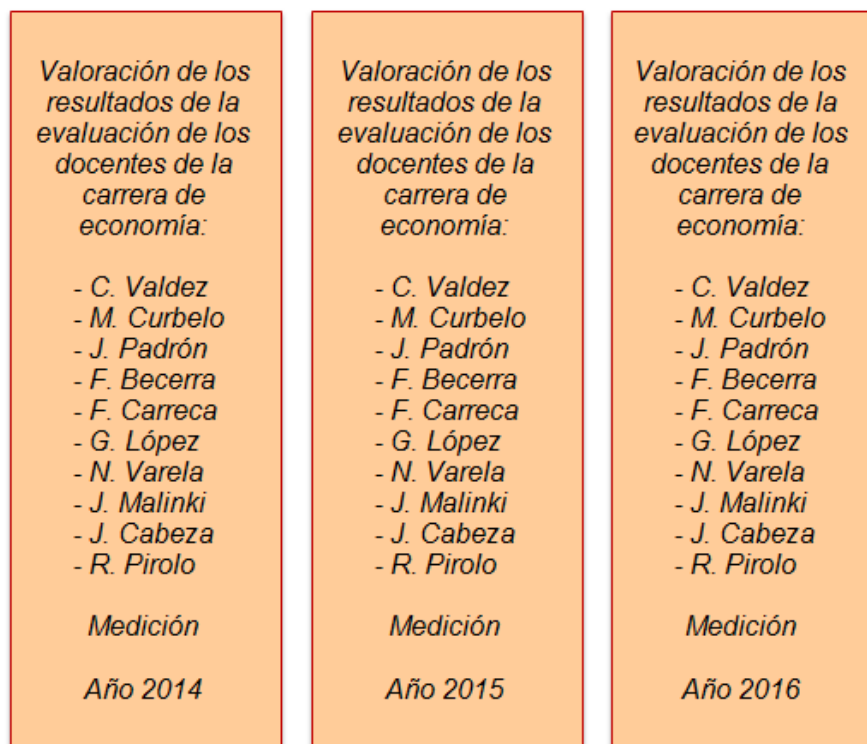 Valoración de los
resultados de la
evaluación de los
docentes de la
carrera de
economía:
- C. Valdez
- M. Curbelo
- J. Padrón
- F. Becerra
- F. Carreca
- G. López
- N. Varela
- J. Malinki
- J. Cabeza
- R. Pirolo
Medición
Año 2014
Valoración de los
resultados de la
evaluación de los
docentes de la
carrera de
economía:
- C. Valdez
- M. Curbelo
- J. Padrón
- F. Becerra
- F. Carreca
- G. López
- N. Varela
- J. Malinki
- J. Cabeza
- R. Pirolo
Medición
Año 2015
Valoración de los
resultados de la
evaluación de los
docentes de la
carrera de
economía:
- C. Valdez
- M. Curbelo
- J. Padrón
- F. Becerra
- F. Carreca
- G. López
- N. Varela
- J. Malinki
- J. Cabeza
- R. Pirolo
Medición
Año 2016